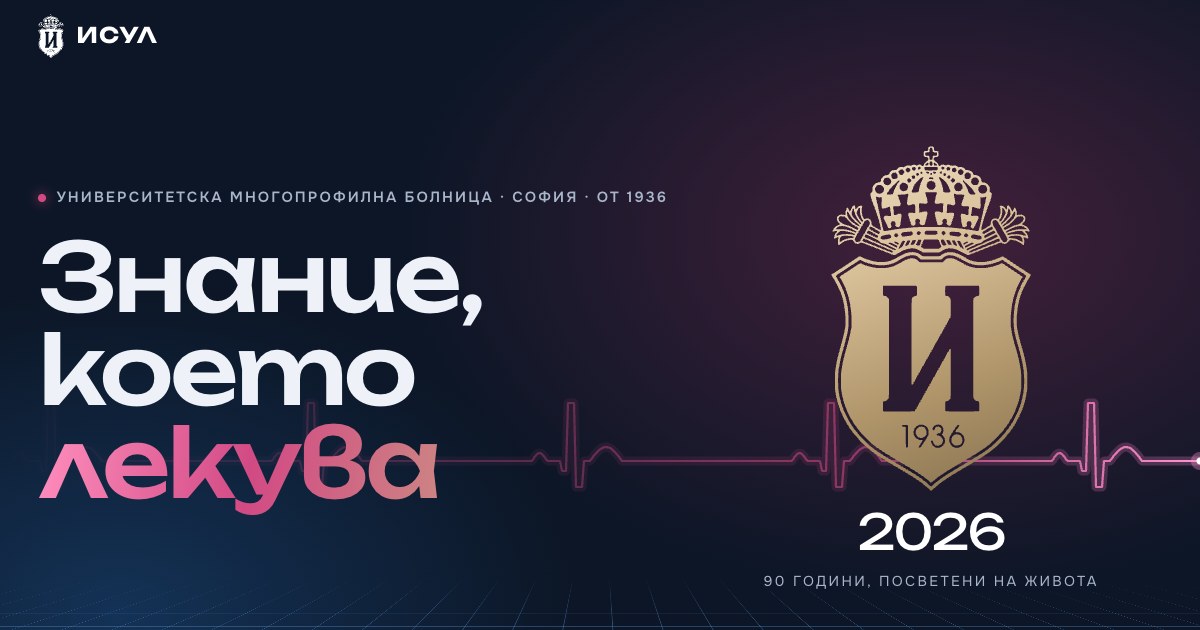 ИСУЛ
УНИВЕРСИТЕТСКА МНОГОПРОФИЛНА БОЛНИЦА · СОФИЯ · ОТ 1936
Знание,
което
лекува
И
1936
2026
90 ГОДИНИ, ПОСВЕТЕНИ НА ЖИВОТА